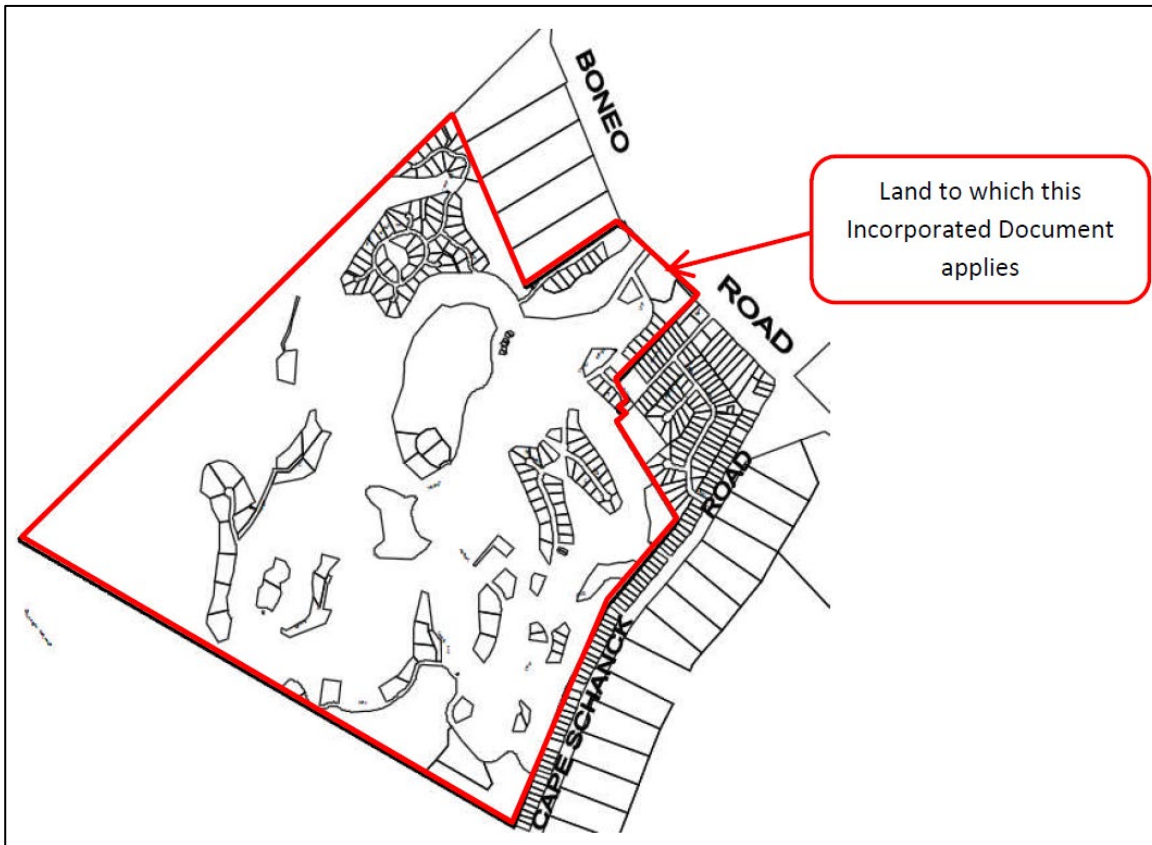 BONEO
Land to which this
Incorporated Document
applies
ROAD
ROAD
CAPE SCHANCK